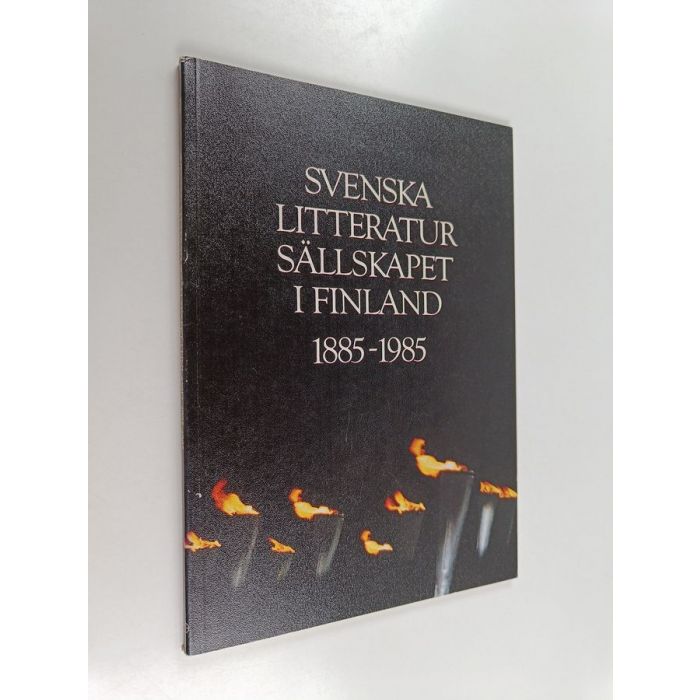 SVENSKA
LITTERATUR
SÄLLSKAPET
I FINLAND
1885-1985